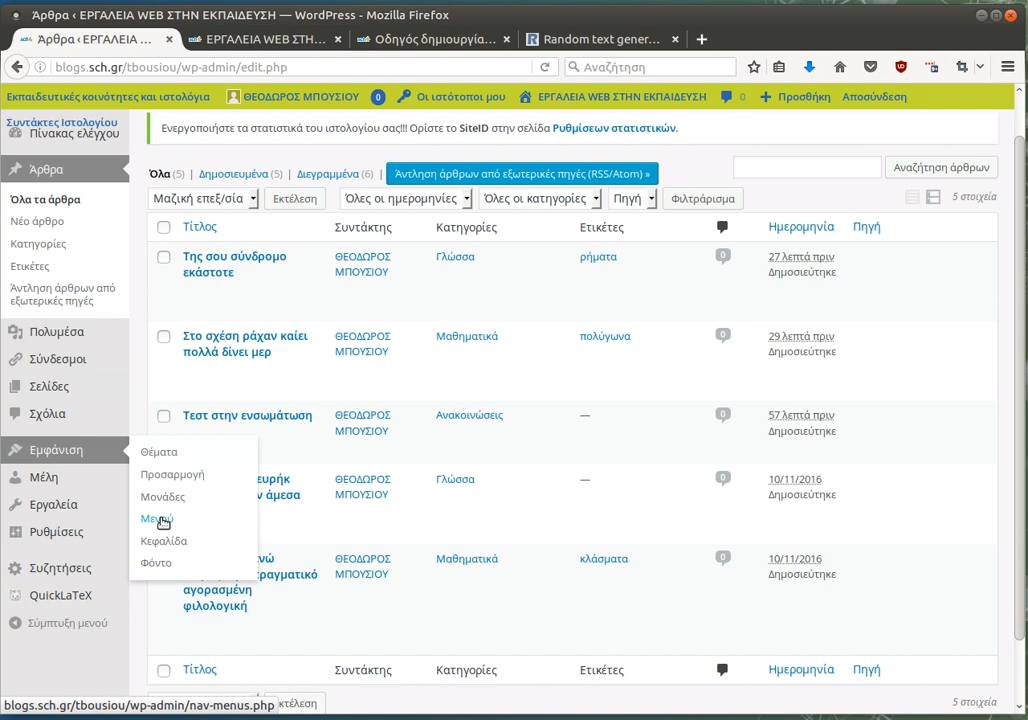 Άρθρα ‹ ΕΡΓΑΛΕΙΑ WEB ΣΤΗΝ ΕΚΠΑΙΔΕΥΣΗ — WordPress - Mozilla Firefox
Άρθρα ‹ ΕΡΓΑΛΕΙΑ ... ×
ΕΡΓΑΛΕΙΑ WEB ΣΤΗ... ×
Οδηγός δημιουργία... ×
Random text gener... ×
blogs.sch.gr/tbousiou/wp-admin/edit.php
Αναζήτηση
Εκπαιδευτικές κοινότητες και ιστολόγια
ΘΕΟΔΩΡΟΣ ΜΠΟΥΣΙΟΥ
0
Οι ιστότοποι μου
ΕΡΓΑΛΕΙΑ WEB ΣΤΗΝ ΕΚΠΑΙΔΕΥΣΗ
0
Προσθήκη
Αποσύνδεση
Συντάκτες Ιστολογίου
Πίνακας ελέγχου
Άρθρα
Όλα τα άρθρα
Νέο άρθρο
Κατηγορίες
Ετικέτες
Άντληση άρθρων από
εξωτερικές πηγές
Πολυμέσα
Σύνδεσμοι
Σελίδες
Σχόλια
Εμφάνιση
Μέλη
Εργαλεία
Ρυθμίσεις
Συζητήσεις
QuickLaTeX
Σύμπτυξη μενού
Θέματα
Προσαρμογή
Μονάδες
Μενού
Κεφαλίδα
Φόντο
Ενεργοποιήστε τα στατιστικά του ιστολογίου σας!!! Ορίστε το SiteID στην σελίδα Ρυθμίσεων στατιστικών.
Όλα (5) | Δημοσιευμένα (5) | Διεγραμμένα (6) | Άντληση άρθρων από εξωτερικές πηγές (RSS/Atom) »
Αναζήτηση άρθρων
Μαζική επεξ/σία Εκτέλεση Όλες οι ημερομηνίες Όλες οι κατηγορίες Πηγή Φιλτράρισμα 5 στοιχεία
Τίτλος Συντάκτης Κατηγορίες Ετικέτες Ημερομηνία Πηγή
Της σου σύνδρομο ΘΕΟΔΩΡΟΣ Γλώσσα ρήματα 0 27 λεπτά πριν
εκάστοτε ΜΠΟΥΣΙΟΥ Δημοσιεύτηκε
Στο σχέση ράχαν καίει ΘΕΟΔΩΡΟΣ Μαθηματικά πολύγωνα 0 29 λεπτά πριν
πολλά δίνει μερ ΜΠΟΥΣΙΟΥ Δημοσιεύτηκε
Τεστ στην ενσωμάτωση ΘΕΟΔΩΡΟΣ Ανακοινώσεις — 0 57 λεπτά πριν
ΜΠΟΥΣΙΟΥ Δημοσιεύτηκε
ευρήκ ΘΕΟΔΩΡΟΣ Γλώσσα — 0 10/11/2016
ν άμεσα ΜΠΟΥΣΙΟΥ Δημοσιεύτηκε
νώ ΘΕΟΔΩΡΟΣ Μαθηματικά κλάσματα 0 10/11/2016
πραγματικό ΜΠΟΥΣΙΟΥ Δημοσιεύτηκε
αγορασμένη
φιλολογική
Τίτλος Συντάκτης Κατηγορίες Ετικέτες Ημερομηνία Πηγή
κτέλεση 5 στοιχεία
blogs.sch.gr/tbousiou/wp-admin/nav-menus.php